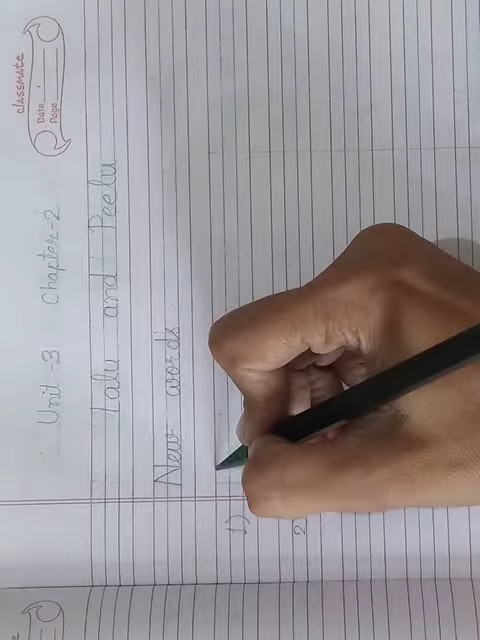 classmate
Date
Page
Unit -3 Chapter-2
Lalu and Peelu
New words
1)
2)